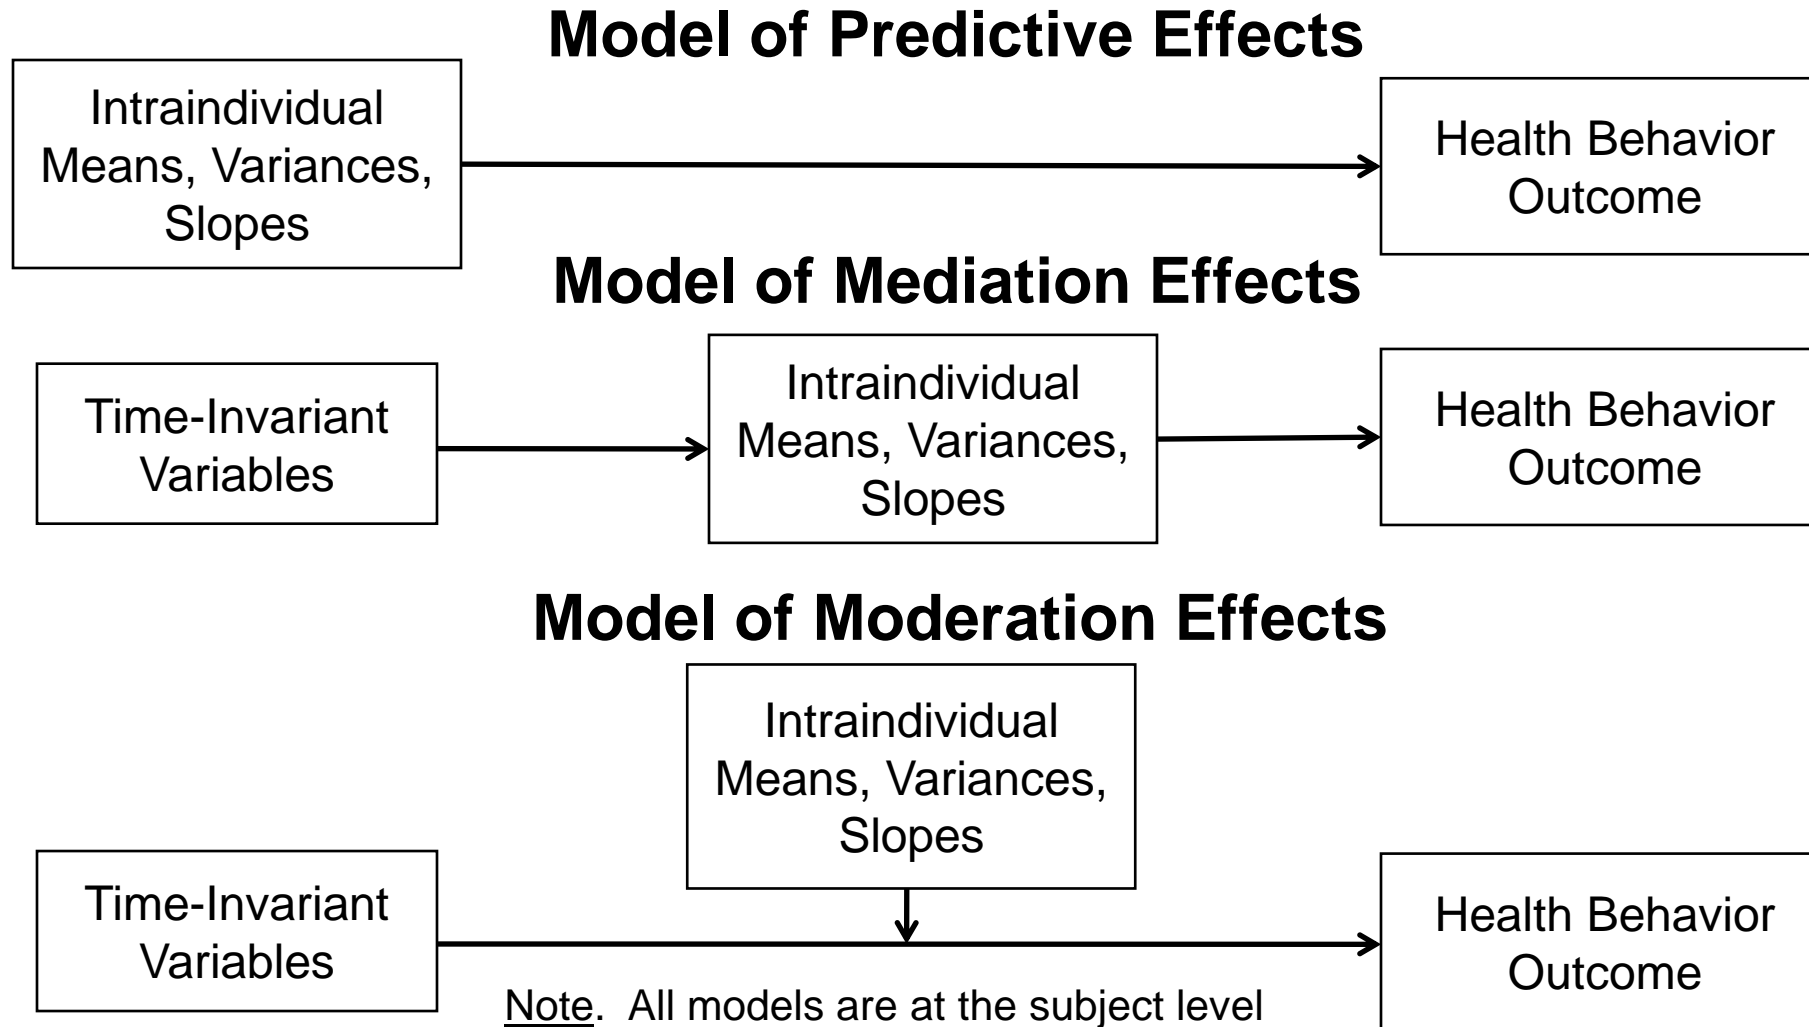 Model of Predictive Effects
Intraindividual
Means, Variances,
Slopes
Health Behavior
Outcome
Model of Mediation Effects
Time-Invariant
Variables
Intraindividual
Means, Variances,
Slopes
Health Behavior
Outcome
Model of Moderation Effects
Intraindividual
Means, Variances,
Slopes
Time-Invariant
Variables
Health Behavior
Outcome
Note.  All models are at the subject level